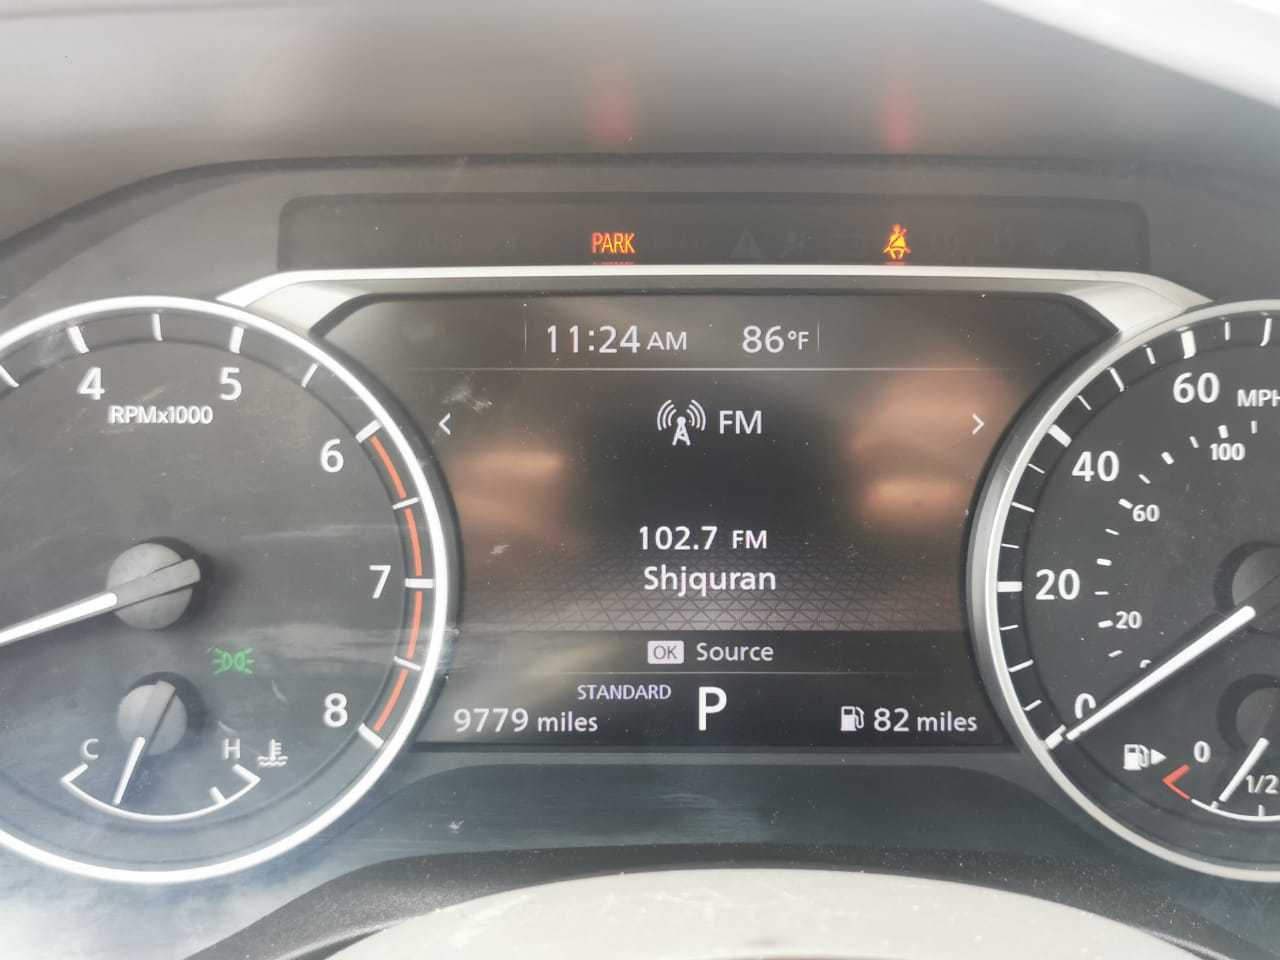 PARK
11:24 AM 86°F
< FM >
102.7 FM
Shjquran
OK Source
STANDARD
9779 miles P 82 miles
4 5 6 7 8
RPMx1000
C H
60 MPH
40 100
60
20
20
0
0 1/2